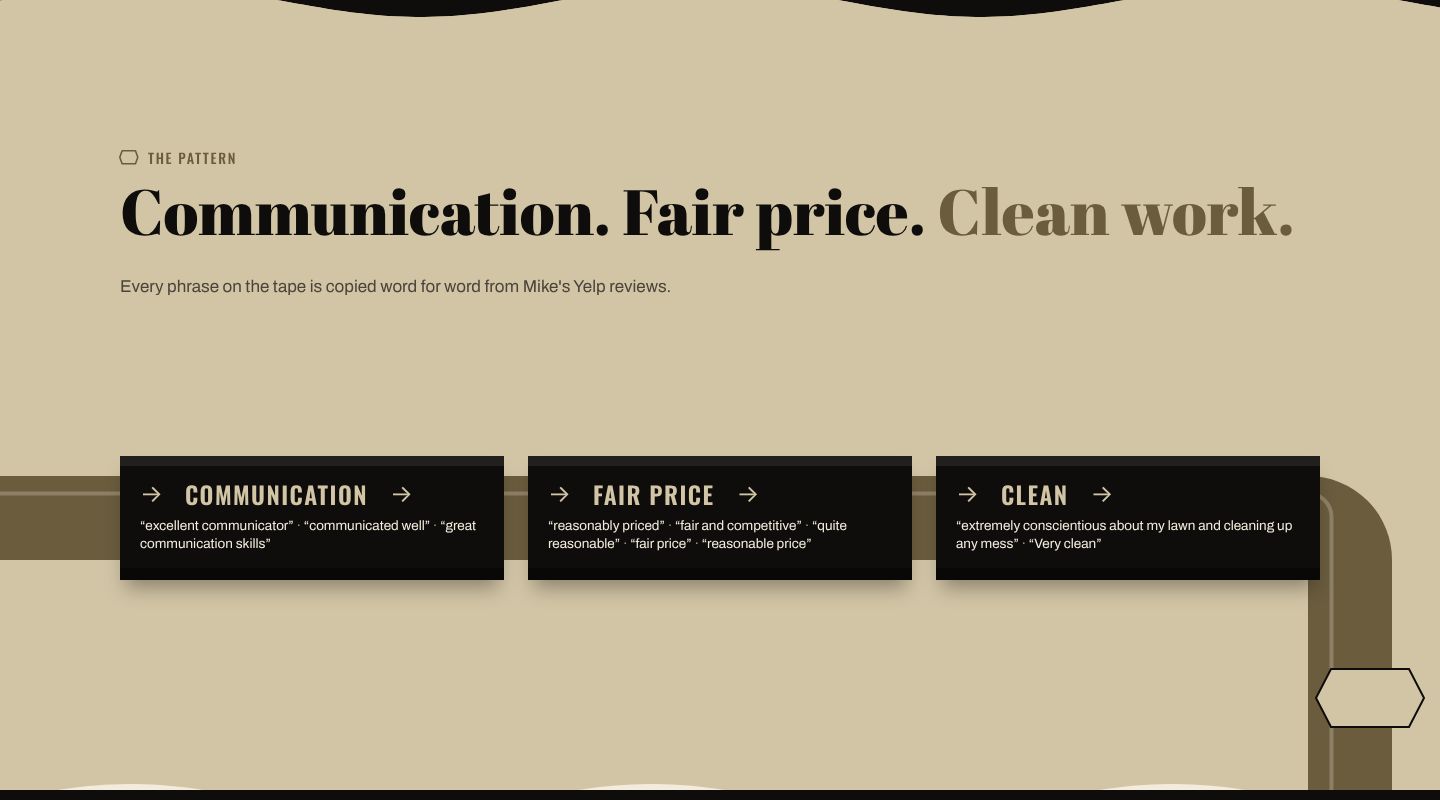 THE PATTERN
Communication. Fair price. Clean work.
Every phrase on the tape is copied word for word from Mike's Yelp reviews.
→ COMMUNICATION →
“excellent communicator” · “communicated well” · “great
communication skills”
→ FAIR PRICE →
“reasonably priced” · “fair and competitive” · “quite
reasonable” · “fair price” · “reasonable price”
→ CLEAN →
“extremely conscientious about my lawn and cleaning up
any mess” · “Very clean”